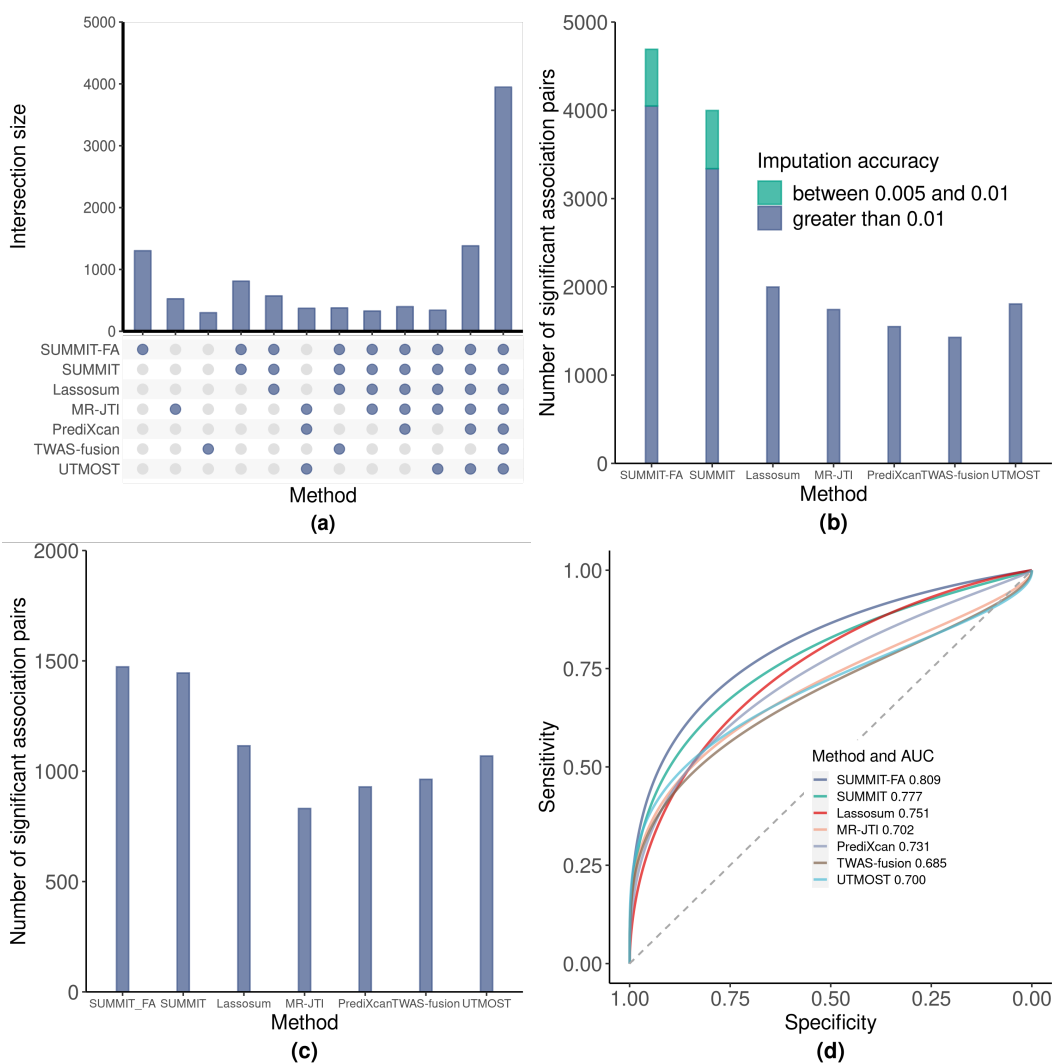 5000
4000
3000
2000
1000
0
Intersection size
SUMMIT-FA
SUMMIT
Lassosum
MR-JTI
PrediXcan
TWAS-fusion
UTMOST
Method
(a)
5000
4000
3000
2000
1000
0
Number of significant association pairs
Imputation accuracy
between 0.005 and 0.01
greater than 0.01
SUMMIT-FA SUMMIT Lassosum MR-JTI PrediXcan TWAS-fusion UTMOST
Method
(b)
2000
1500
1000
500
0
Number of significant association pairs
SUMMIT_FA SUMMIT Lassosum MR-JTI PrediXcan TWAS-fusion UTMOST
Method
(c)
1.00
0.75
0.50
0.25
0.00
Sensitivity
Method and AUC
SUMMIT-FA 0.809
SUMMIT 0.777
Lassosum 0.751
MR-JTI 0.702
PrediXcan 0.731
TWAS-fusion 0.685
UTMOST 0.700
1.00 0.75 0.50 0.25 0.00
Specificity
(d)